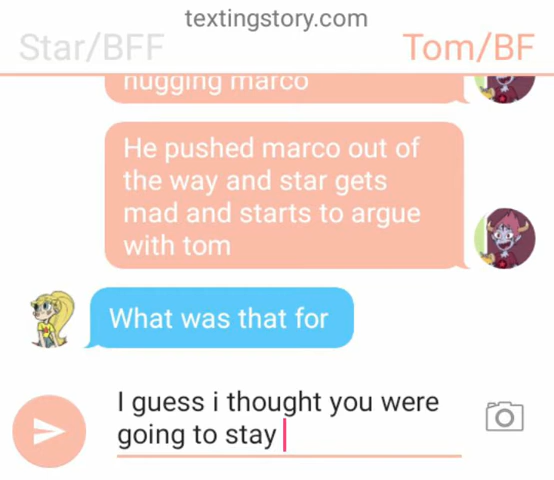 textingstory.com
Star/BFF
Tom/BF
hugging marco
He pushed marco out of
the way and star gets
mad and starts to argue
with tom
What was that for
I guess i thought you were
going to stay